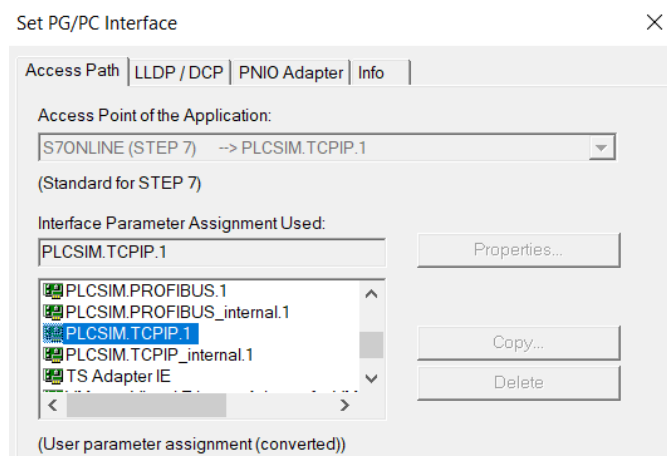 Set PG/PC Interface
Access Path LLDP / DCP PNIO Adapter Info
Access Point of the Application:
S7ONLINE (STEP 7) --> PLCSIM.TCPIP.1
(Standard for STEP 7)
Interface Parameter Assignment Used:
PLCSIM.TCPIP.1
Properties...
PLCSIM.PROFIBUS.1
PLCSIM.PROFIBUS_internal.1
PLCSIM.TCPIP.1
PLCSIM.TCPIP_internal.1
Copy...
TS Adapter IE
Delete
(User parameter assignment (converted))